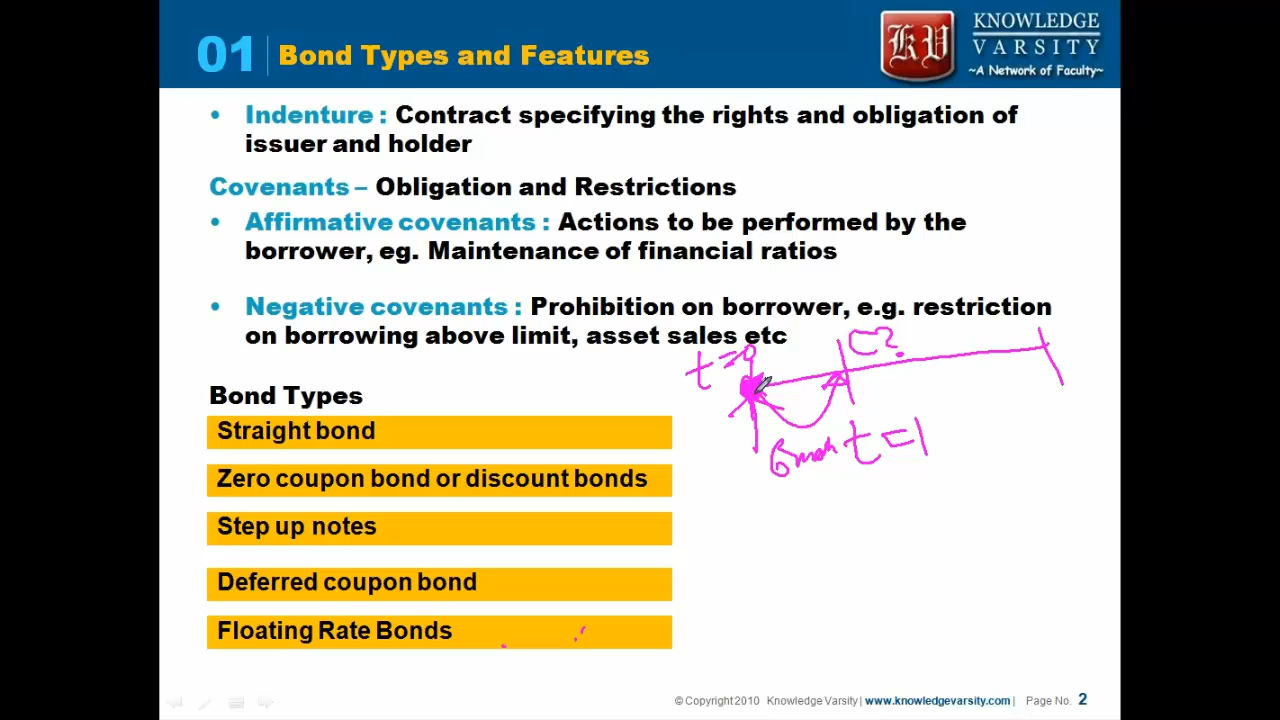 01 Bond Types and Features
KV KNOWLEDGE
VARSITY
~A Network of Faculty~
• Indenture : Contract specifying the rights and obligation of
issuer and holder
Covenants – Obligation and Restrictions
• Affirmative covenants : Actions to be performed by the
borrower, eg. Maintenance of financial ratios
• Negative covenants : Prohibition on borrower, e.g. restriction
on borrowing above limit, asset sales etc
t=0
C?
6mon t=1
Bond Types
Straight bond
Zero coupon bond or discount bonds
Step up notes
Deferred coupon bond
Floating Rate Bonds
© Copyright 2010 Knowledge Varsity | www.knowledgevarsity.com | Page No. 2